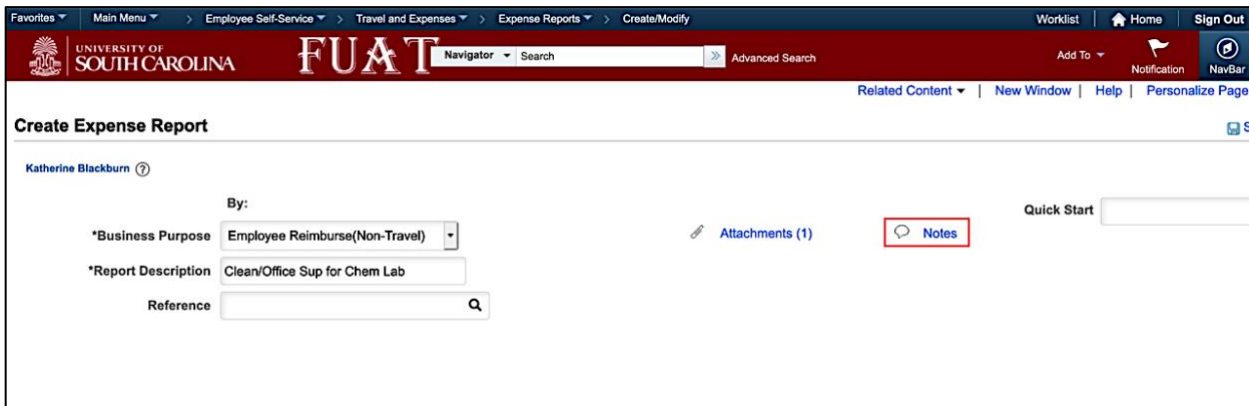 Favorites Main Menu > Employee Self-Service > Travel and Expenses > Expense Reports > Create/Modify Worklist Home Sign Out
UNIVERSITY OF
SOUTH CAROLINA
FUAT
Navigator Search » Advanced Search
Add To
Notification
NavBar
Related Content | New Window | Help | Personalize Page
Create Expense Report
S
Katherine Blackburn ?
By:
Quick Start
*Business Purpose Employee Reimburse(Non-Travel)
Attachments (1)
Notes
*Report Description Clean/Office Sup for Chem Lab
Reference